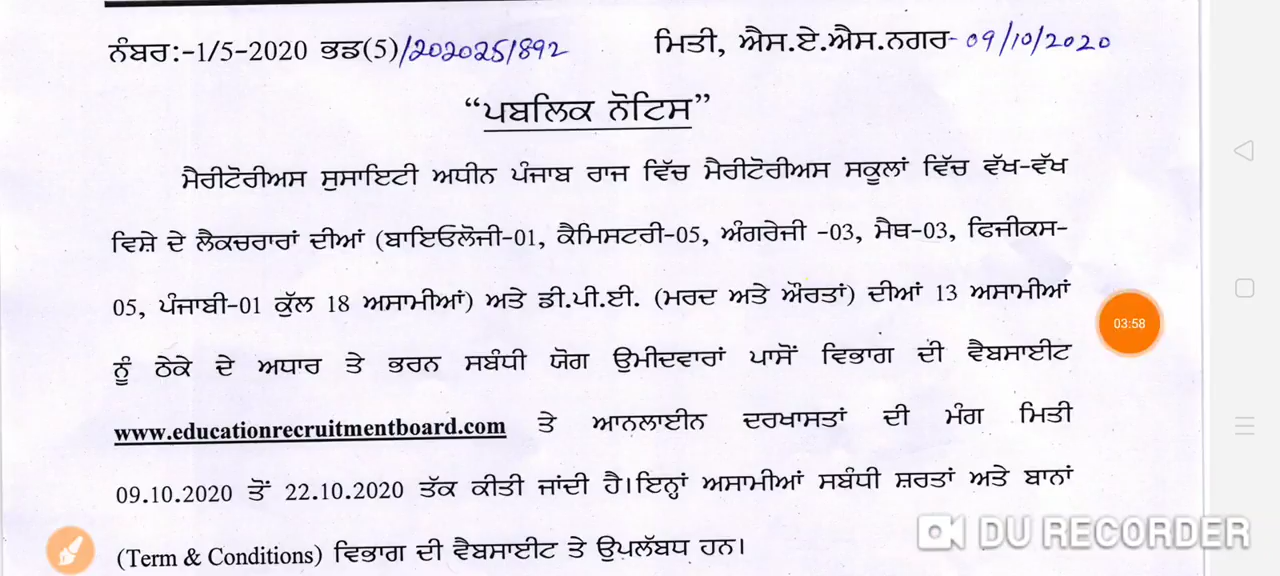 ਨੰਬਰ:-1/5-2020 ਭਡ(5)/2020251892 ਮਿਤੀ, ਐਸ.ਏ.ਐਸ.ਨਗਰ-09/10/2020
“ਪਬਲਿਕ ਨੋਟਿਸ”
ਮੈਰੀਟੋਰੀਅਸ ਸੁਸਾਇਟੀ ਅਧੀਨ ਪੰਜਾਬ ਰਾਜ ਵਿੱਚ ਮੈਰੀਟੋਰੀਅਸ ਸਕੂਲਾਂ ਵਿੱਚ ਵੱਖ-ਵੱਖ
ਵਿਸ਼ੇ ਦੇ ਲੈਕਚਰਾਰਾਂ ਦੀਆਂ (ਬਾਇਓਲੋਜੀ-01, ਕੈਮਿਸਟਰੀ-05, ਅੰਗਰੇਜੀ -03, ਮੈਥ-03, ਫਿਜੀਕਸ-
05, ਪੰਜਾਬੀ-01 ਕੁੱਲ 18 ਅਸਾਮੀਆਂ) ਅਤੇ ਡੀ.ਪੀ.ਈ. (ਮਰਦ ਅਤੇ ਔਰਤਾਂ) ਦੀਆਂ 13 ਅਸਾਮੀਆਂ
ਨੂੰ ਠੇਕੇ ਦੇ ਅਧਾਰ ਤੇ ਭਰਨ ਸਬੰਧੀ ਯੋਗ ਉਮੀਦਵਾਰਾਂ ਪਾਸੋਂ ਵਿਭਾਗ ਦੀ ਵੈਬਸਾਈਟ
www.educationrecruitmentboard.com ਤੇ ਆਨਲਾਈਨ ਦਰਖਾਸਤਾਂ ਦੀ ਮੰਗ ਮਿਤੀ
09.10.2020 ਤੋਂ 22.10.2020 ਤੱਕ ਕੀਤੀ ਜਾਂਦੀ ਹੈ।ਇਨ੍ਹਾਂ ਅਸਾਮੀਆਂ ਸਬੰਧੀ ਸ਼ਰਤਾਂ ਅਤੇ ਬਾਨਾਂ
(Term & Conditions) ਵਿਭਾਗ ਦੀ ਵੈਬਸਾਈਟ ਤੇ ਉਪਲੱਬਧ ਹਨ।
03:58
DU RECORDER